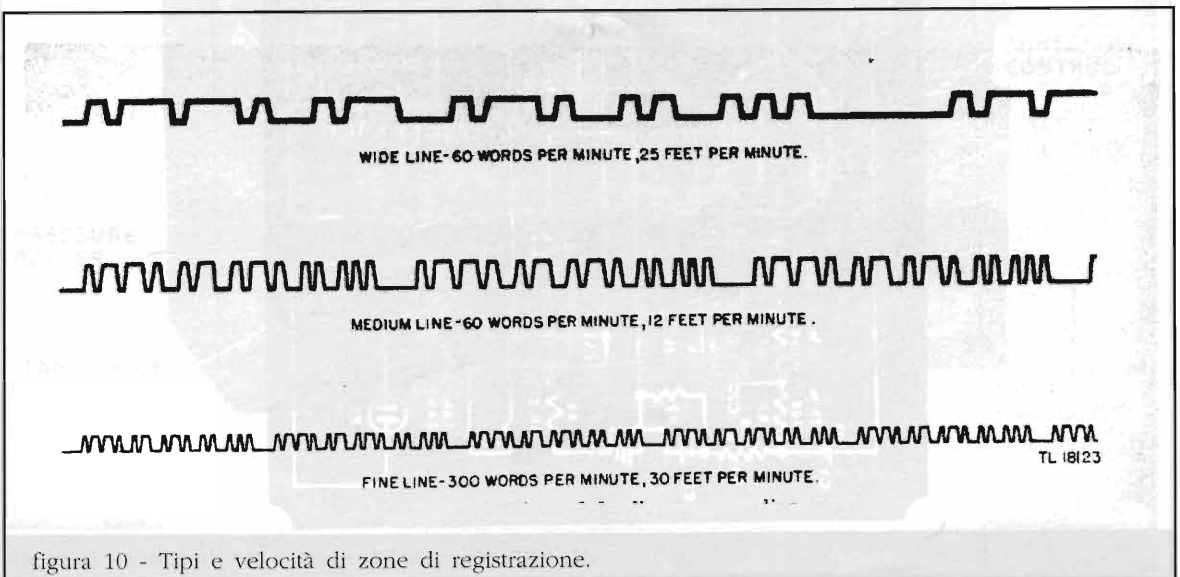 WIDE LINE-60 WORDS PER MINUTE,25 FEET PER MINUTE.
MEDIUM LINE-60 WORDS PER MINUTE,12 FEET PER MINUTE.
FINE LINE-300 WORDS PER MINUTE, 30 FEET PER MINUTE.
TL 18123
figura 10 - Tipi e velocità di zone di registrazione.